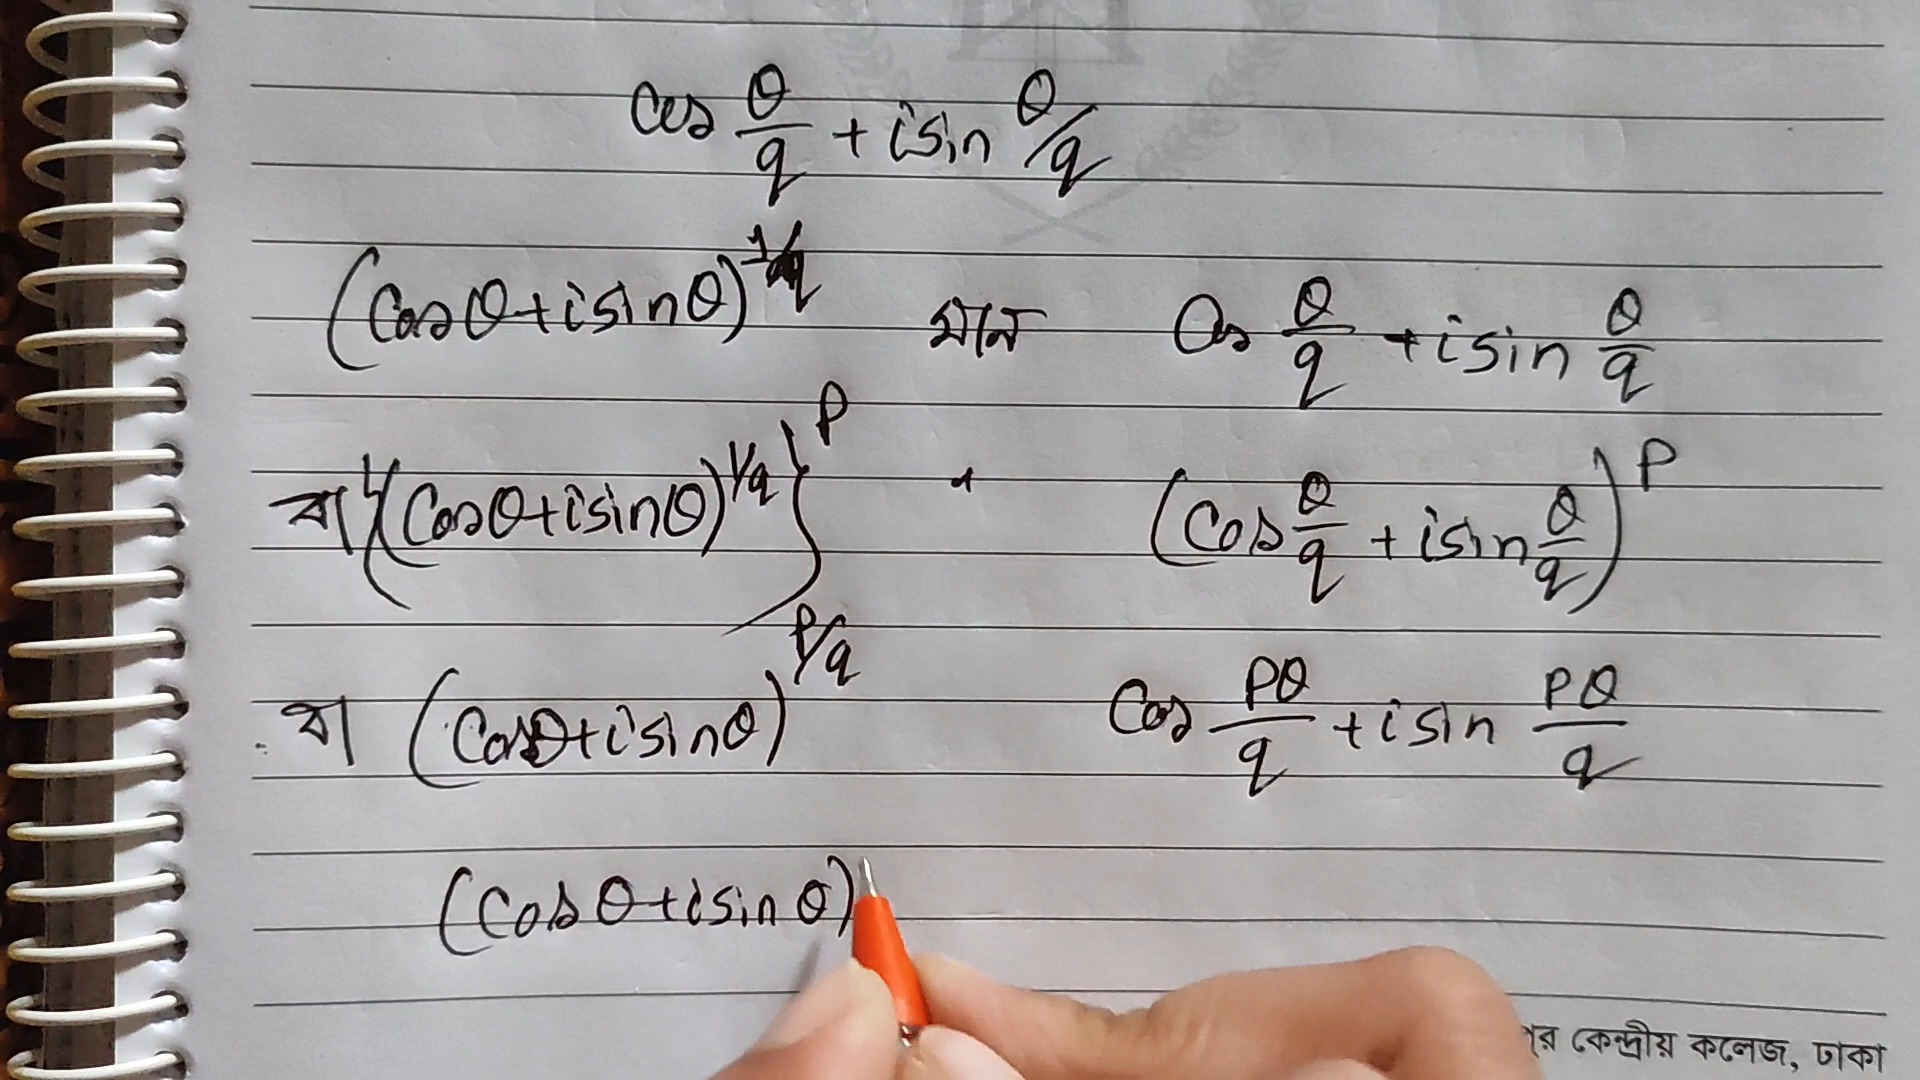 cos θ/q + i sin θ/q
(cosθ+isinθ)^1/q মান cos θ/q + i sin θ/q
বা {(cosθ+isinθ)^1/q}^P " (cos θ/q + i sin θ/q)^P
বা (cosθ+isinθ)^P/q cos Pθ/q + i sin Pθ/q
(cosθ+isinθ)
কেন্দ্রীয় কলেজ, ঢাকা